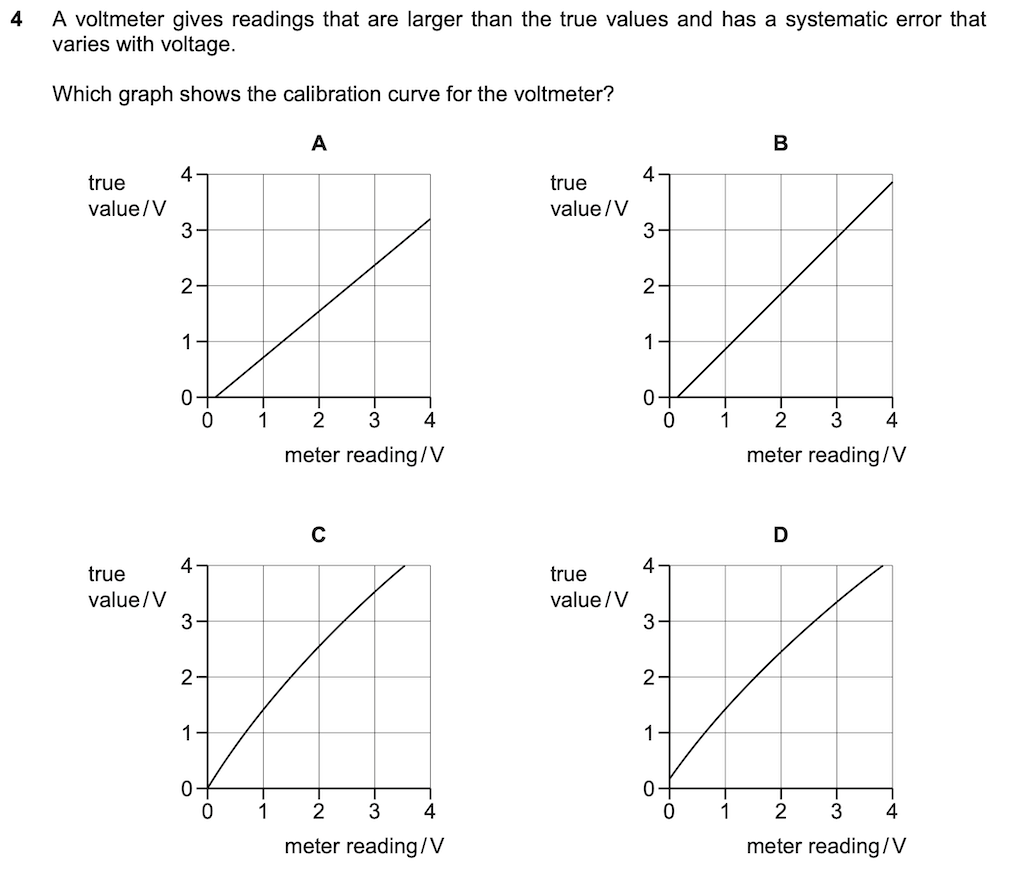 4 A voltmeter gives readings that are larger than the true values and has a systematic error that
varies with voltage.
Which graph shows the calibration curve for the voltmeter?
A
true
value / V
4
3
2
1
0
0 1 2 3 4
meter reading / V
B
true
value / V
4
3
2
1
0
0 1 2 3 4
meter reading / V
C
true
value / V
4
3
2
1
0
0 1 2 3 4
meter reading / V
D
true
value / V
4
3
2
1
0
0 1 2 3 4
meter reading / V